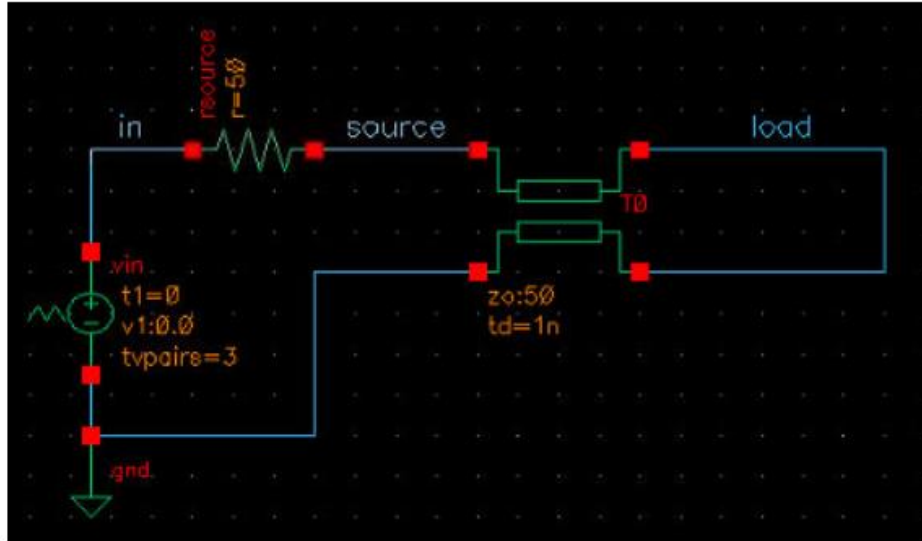 rsource
r=50
in
source
load
T0
vin
t1=0
v1:0.0
tvpairs=3
zo:50
td=1n
gnd